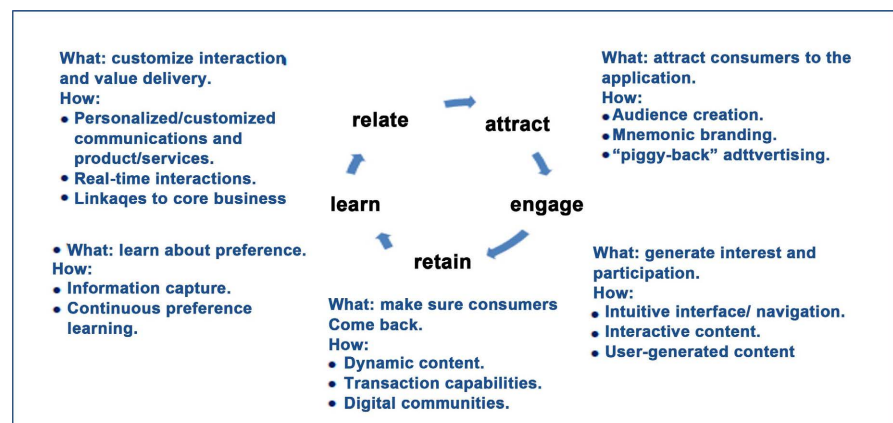 What: customize interaction
and value delivery.
How:
• Personalized/customized
communications and
product/services.
• Real-time interactions.
• Linkaqes to core business
relate
attract
What: attract consumers to the
application.
How:
• Audience creation.
• Mnemonic branding.
• “piggy-back” adttvertising.
learn
engage
retain
• What: learn about preference.
How:
• Information capture.
• Continuous preference
learning.
What: make sure consumers
Come back.
How:
• Dynamic content.
• Transaction capabilities.
• Digital communities.
What: generate interest and
participation.
How:
• Intuitive interface/ navigation.
• Interactive content.
• User-generated content